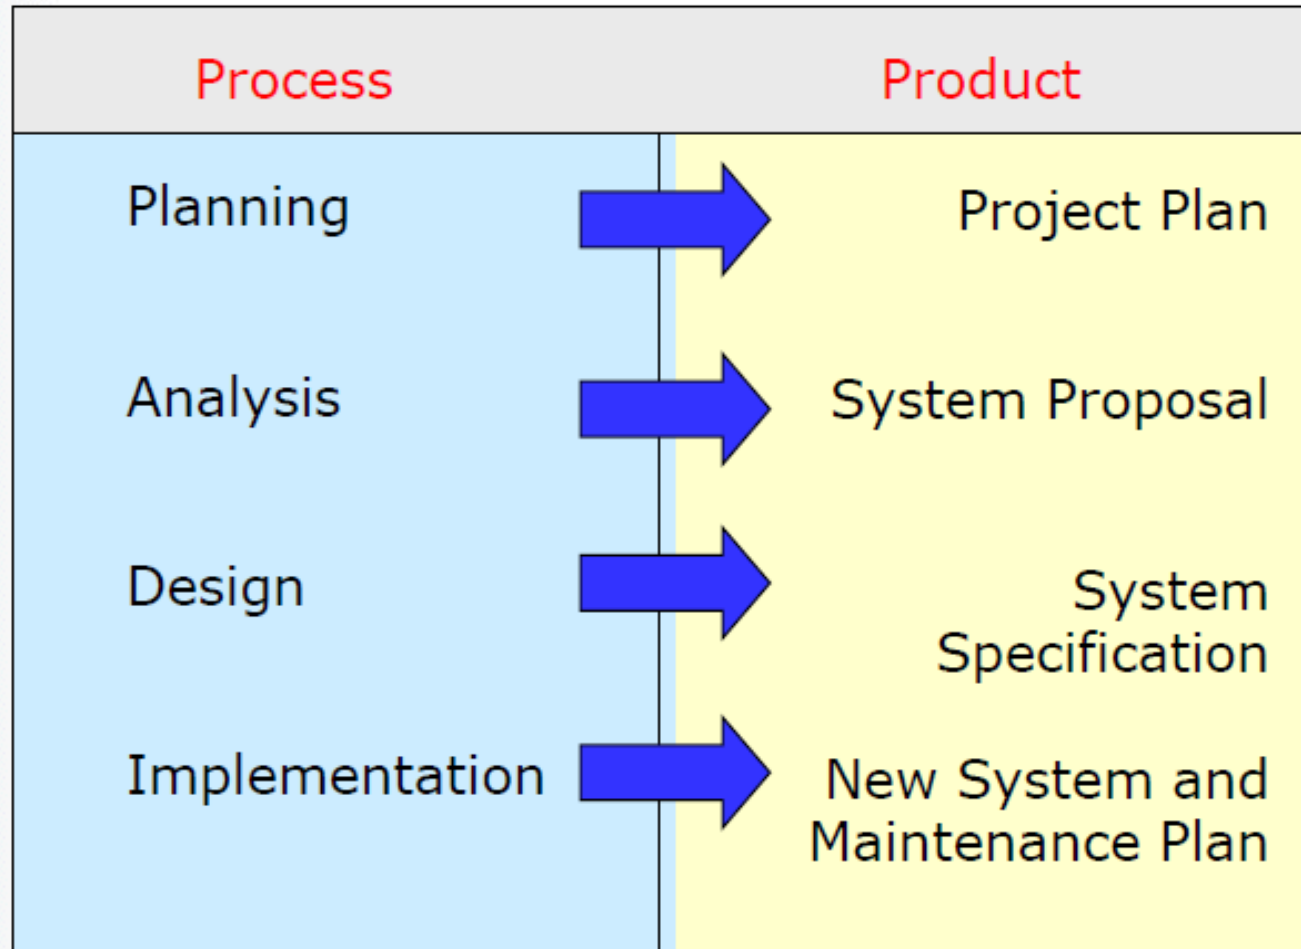 Process
Product
Planning
Project Plan
Analysis
System Proposal
Design
System
Specification
Implementation
New System and
Maintenance Plan